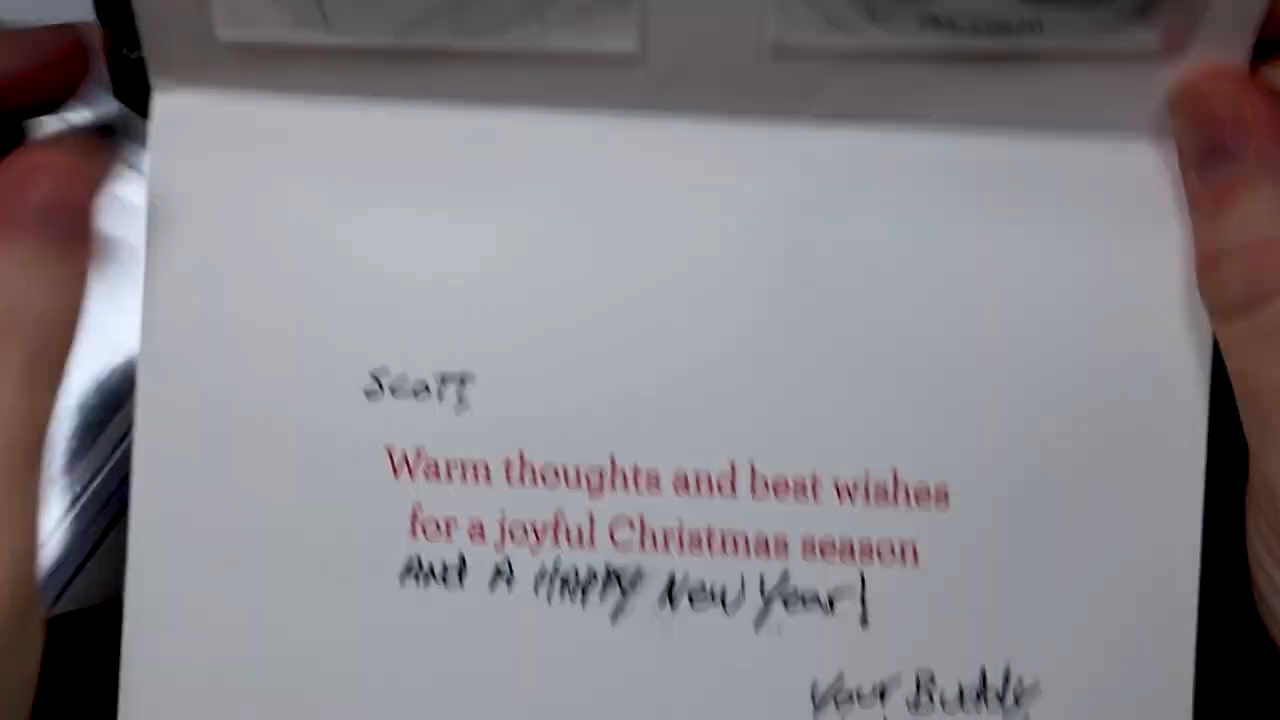 Scott,
Warm thoughts and best wishes
for a joyful Christmas season
And A HAPPY New Year!
Your Buddy